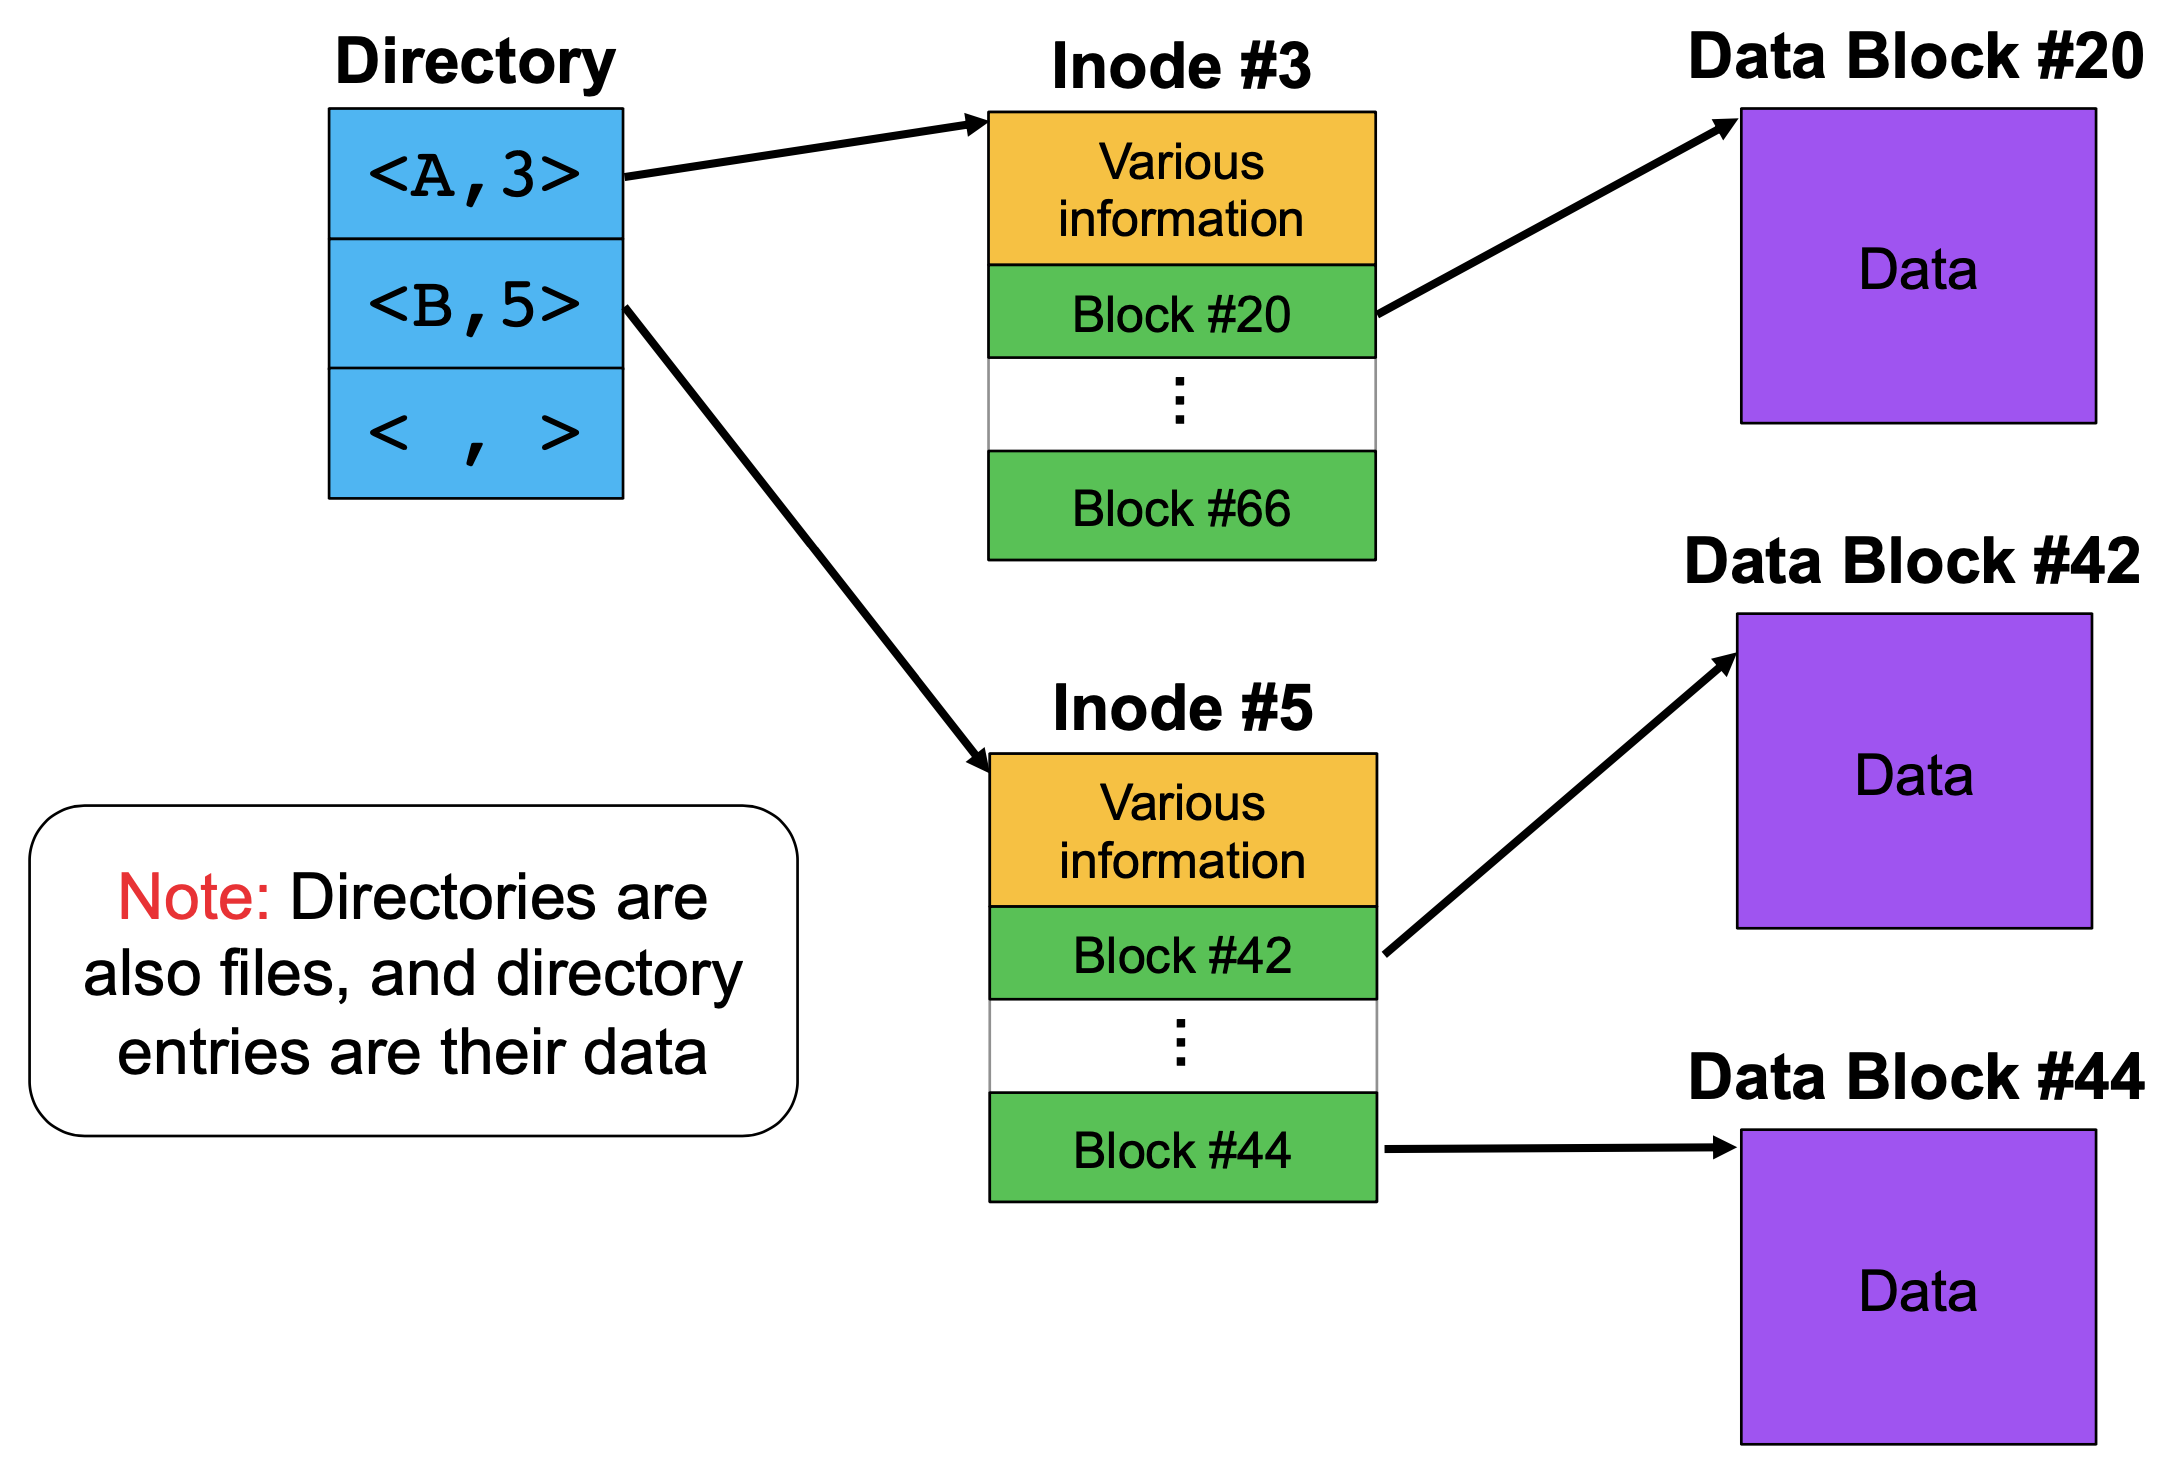 Directory
<A,3>
<B,5>
< , >
Inode #3
Various
information
Block #20
⋮
Block #66
Data Block #20
Data
Inode #5
Various
information
Block #42
⋮
Block #44
Data Block #42
Data
Data Block #44
Data
Note: Directories are
also files, and directory
entries are their data